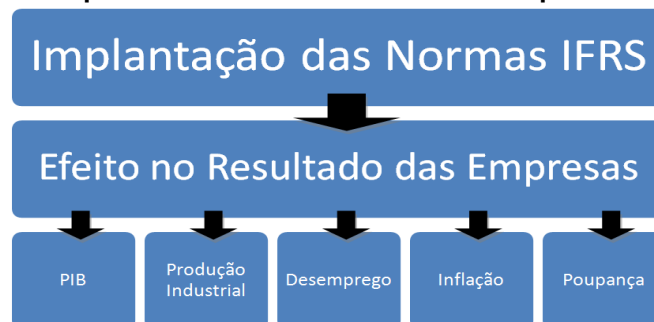 Implantação das Normas IFRS
Efeito no Resultado das Empresas
PIB
Produção
Industrial
Desemprego
Inflação
Poupança